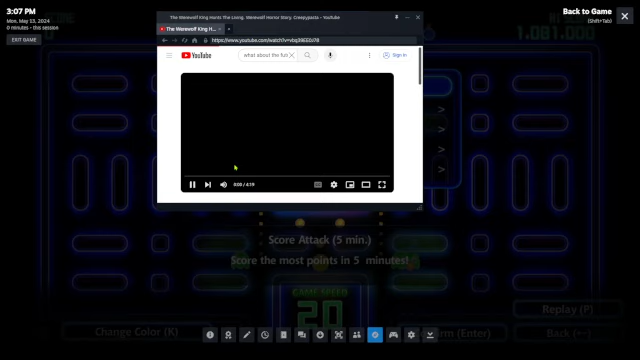 3:07 PM
Mon, May 13, 2024
0 minutes - this session
EXIT GAME
The Werewolf King Hunts The Living. Werewolf Horror Story. Creepypasta - YouTube
Back to Game
(Shift+Tab)
The Werewolf King H...
YouTube
what about the fut
Sign in
0:00 / 4:19
1,081,000
Score Attack (5 min.)
Score the most points in 5 minutes!
GAME SPEED
20
Replay (P)
Change Color (K)
(Enter)
Back